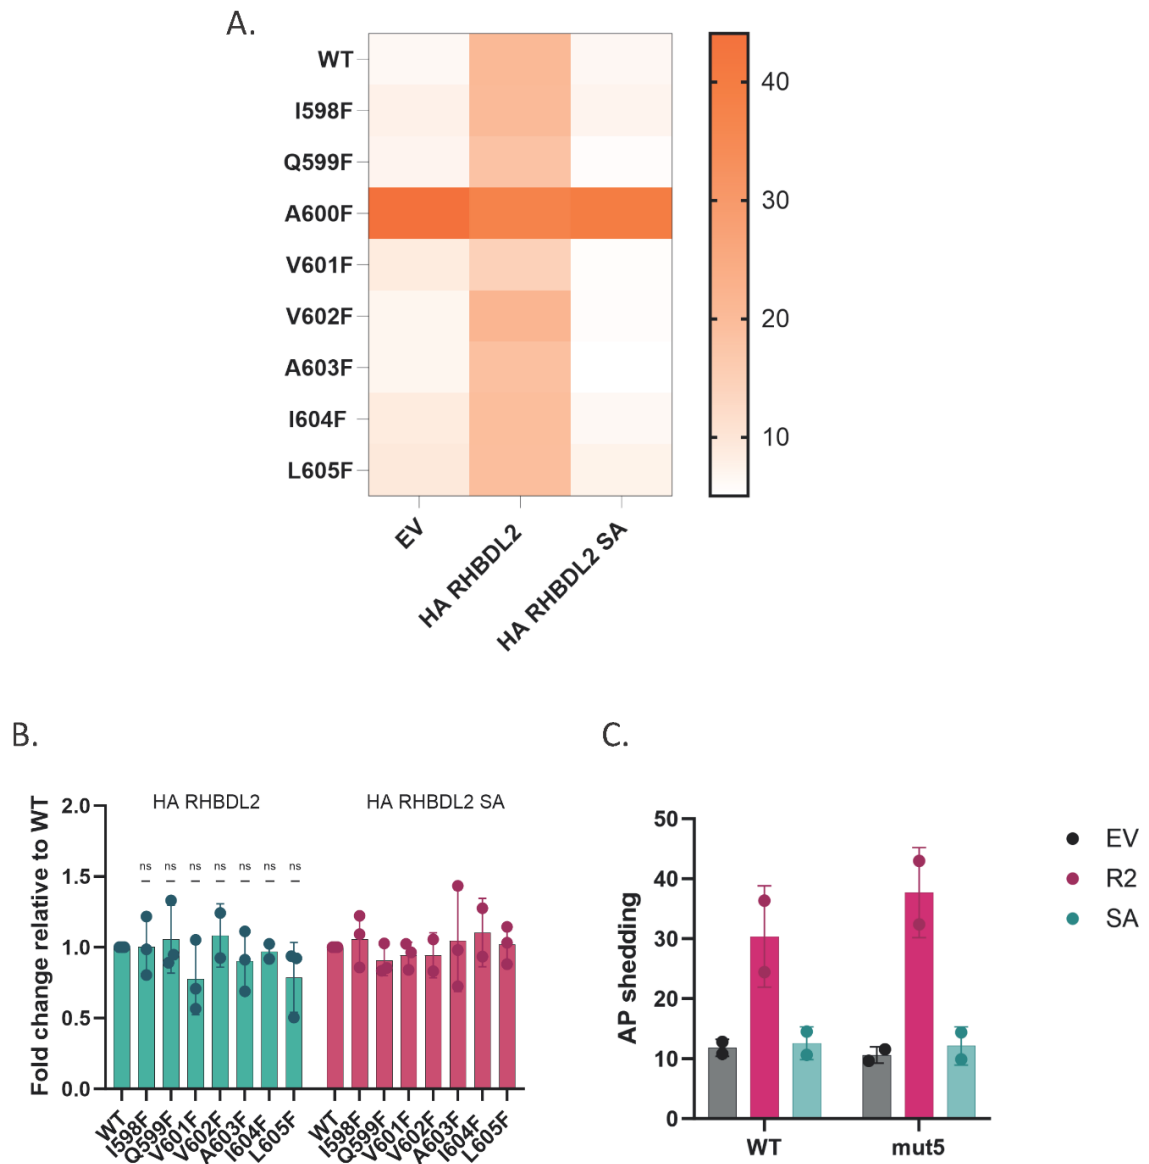 A.
WT
I598F
Q599F
A600F
V601F
V602F
A603F
I604F
L605F
EV
HA RHBDL2
HA RHBDL2 SA
40
30
20
10
B.
Fold change relative to WT
2.0
1.5
1.0
0.5
0.0
HA RHBDL2
HA RHBDL2 SA
ns ns ns ns ns ns ns
WT I598F Q599F V601F V602F A603F I604F L605F
WT I598F Q599F V601F V602F A603F I604F L605F
C.
AP shedding
50
40
30
20
10
0
WT mut5
EV
R2
SA